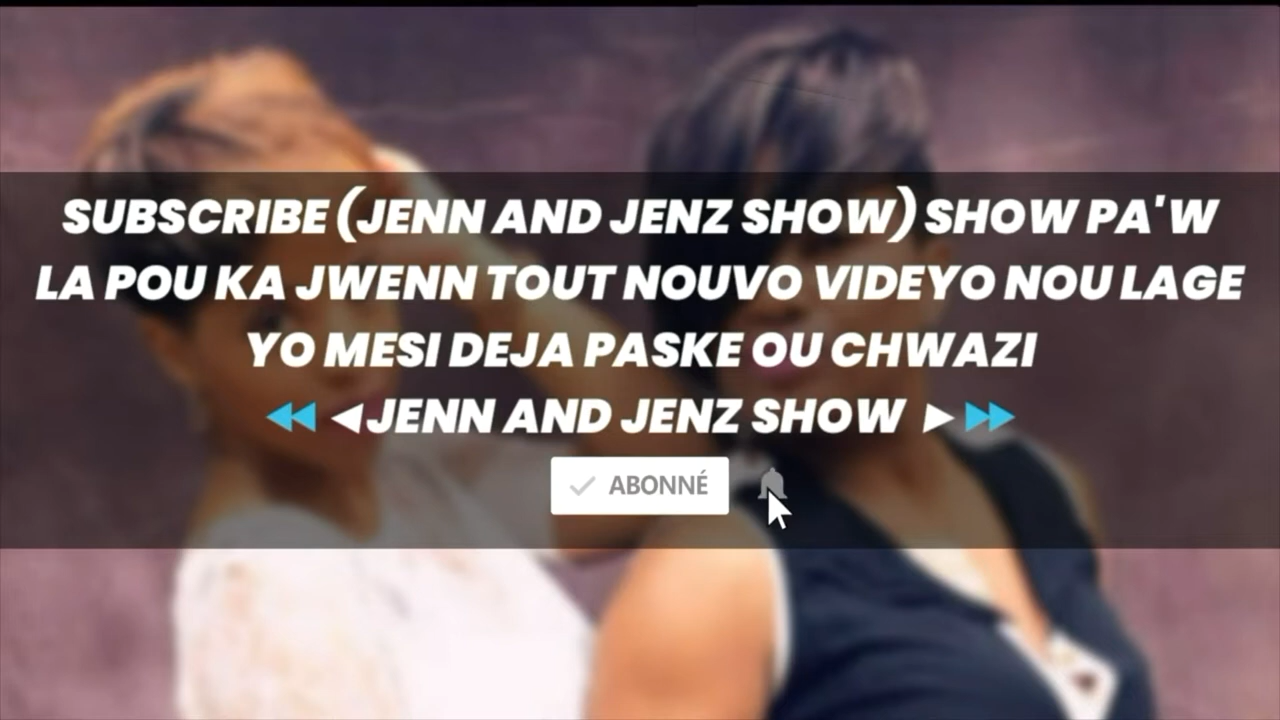 SUBSCRIBE (JENN AND JENZ SHOW) SHOW PA'W
LA POU KA JWENN TOUT NOUVO VIDEYO NOU LAGE
YO MESI DEJA PASKE OU CHWAZI
⏪ ◀JENN AND JENZ SHOW ▶ ⏩
ABONNÉ